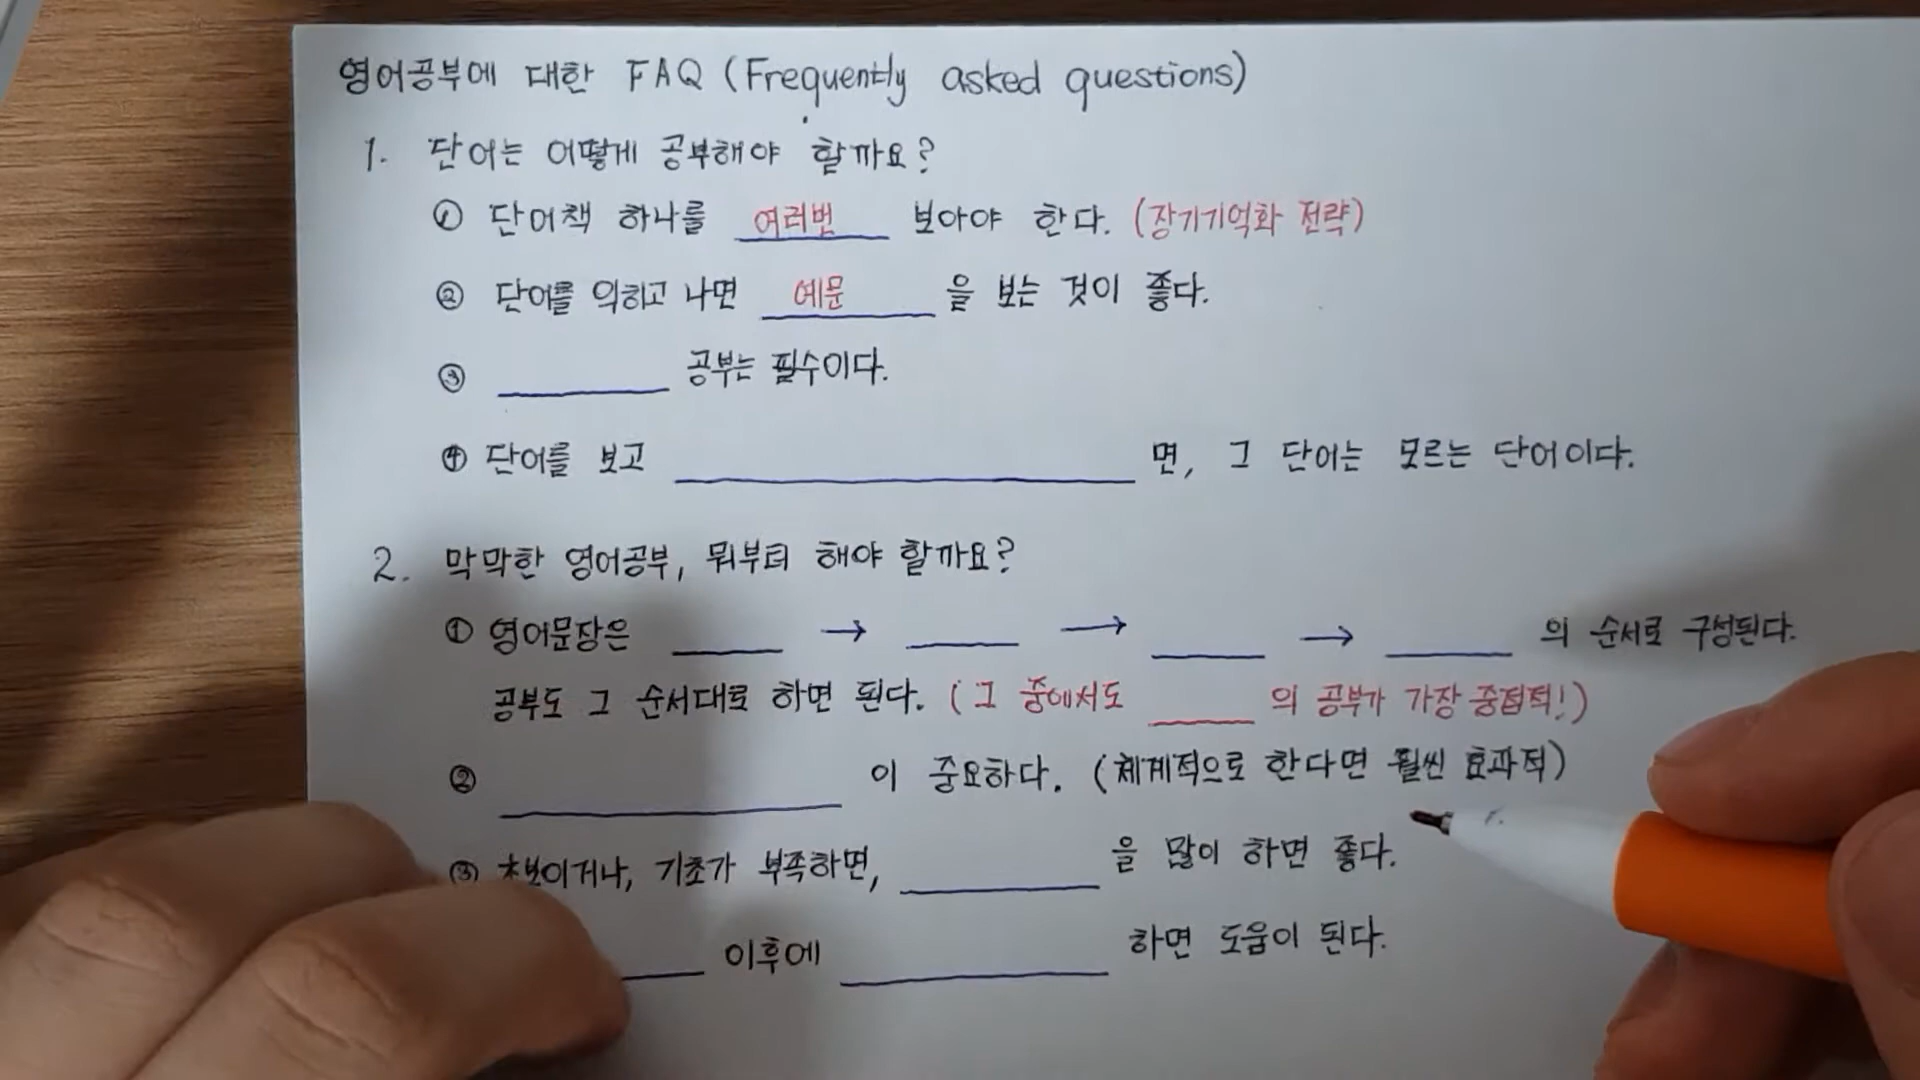 영어공부에 대한 FAQ (Frequently asked questions)
1. 단어는 어떻게 공부해야 할까요?
① 단어책 하나를 여러번 보아야 한다. (장기기억화 전략)
② 단어를 익히고 나면 예문 을 보는 것이 좋다.
③ 공부는 필수이다.
④ 단어를 보고 면, 그 단어는 모르는 단어이다.
2. 막막한 영어공부, 뭐부터 해야 할까요?
① 영어문장은 → → → 의 순서로 구성된다.
공부도 그 순서대로 하면 된다. (그 중에서도 의 공부가 가장 중점적!)
② 이 중요하다. (체계적으로 한다면 훨씬 효과적)
③ 초보이거나, 기초가 부족하면, 을 많이 하면 좋다.
이후에 하면 도움이 된다.